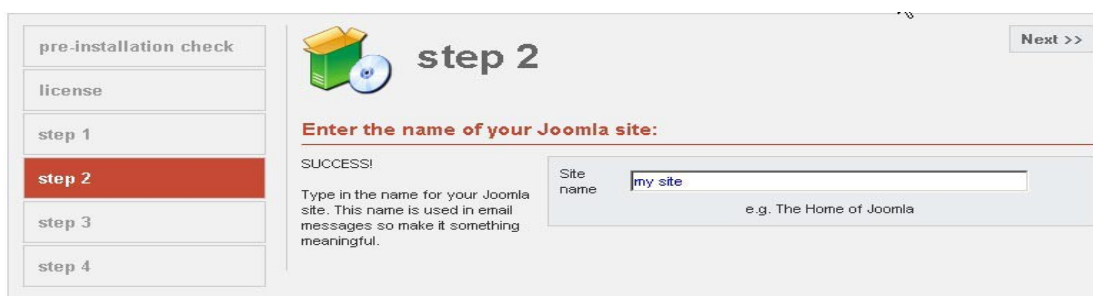 pre-installation check
license
step 1
step 2
step 3
step 4
step 2
Next >>
Enter the name of your Joomla site:
SUCCESS!
Type in the name for your Joomla
site. This name is used in email
messages so make it something
meaningful.
Site
name
my site
e.g. The Home of Joomla